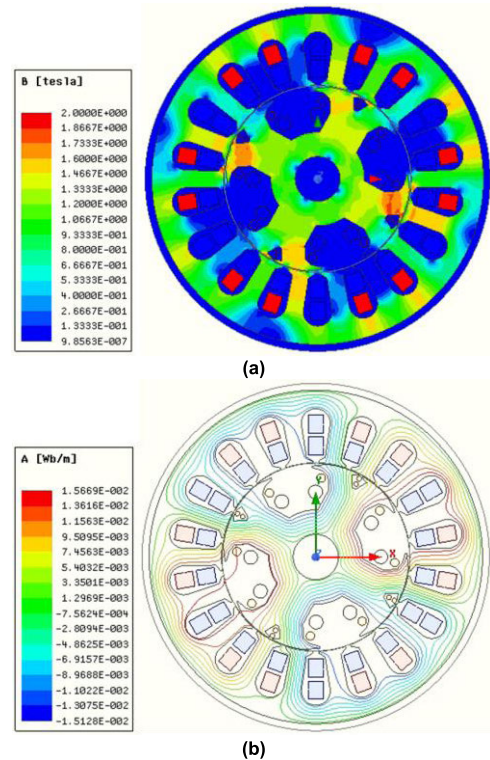 B [tesla]
2.0000E+000
1.8667E+000
1.7333E+000
1.6000E+000
1.4667E+000
1.3333E+000
1.2000E+000
1.0667E+000
9.3333E-001
8.0000E-001
6.6667E-001
5.3333E-001
4.0000E-001
2.6667E-001
1.3333E-001
9.8563E-007
(a)
A [Wb/m]
1.5669E-002
1.3616E-002
1.1563E-002
9.5095E-003
7.4563E-003
5.4032E-003
3.3501E-003
1.2969E-003
-7.5624E-004
-2.8094E-003
-4.8625E-003
-6.9157E-003
-8.9688E-003
-1.1022E-002
-1.3075E-002
-1.5128E-002
Y
X
Z
(b)